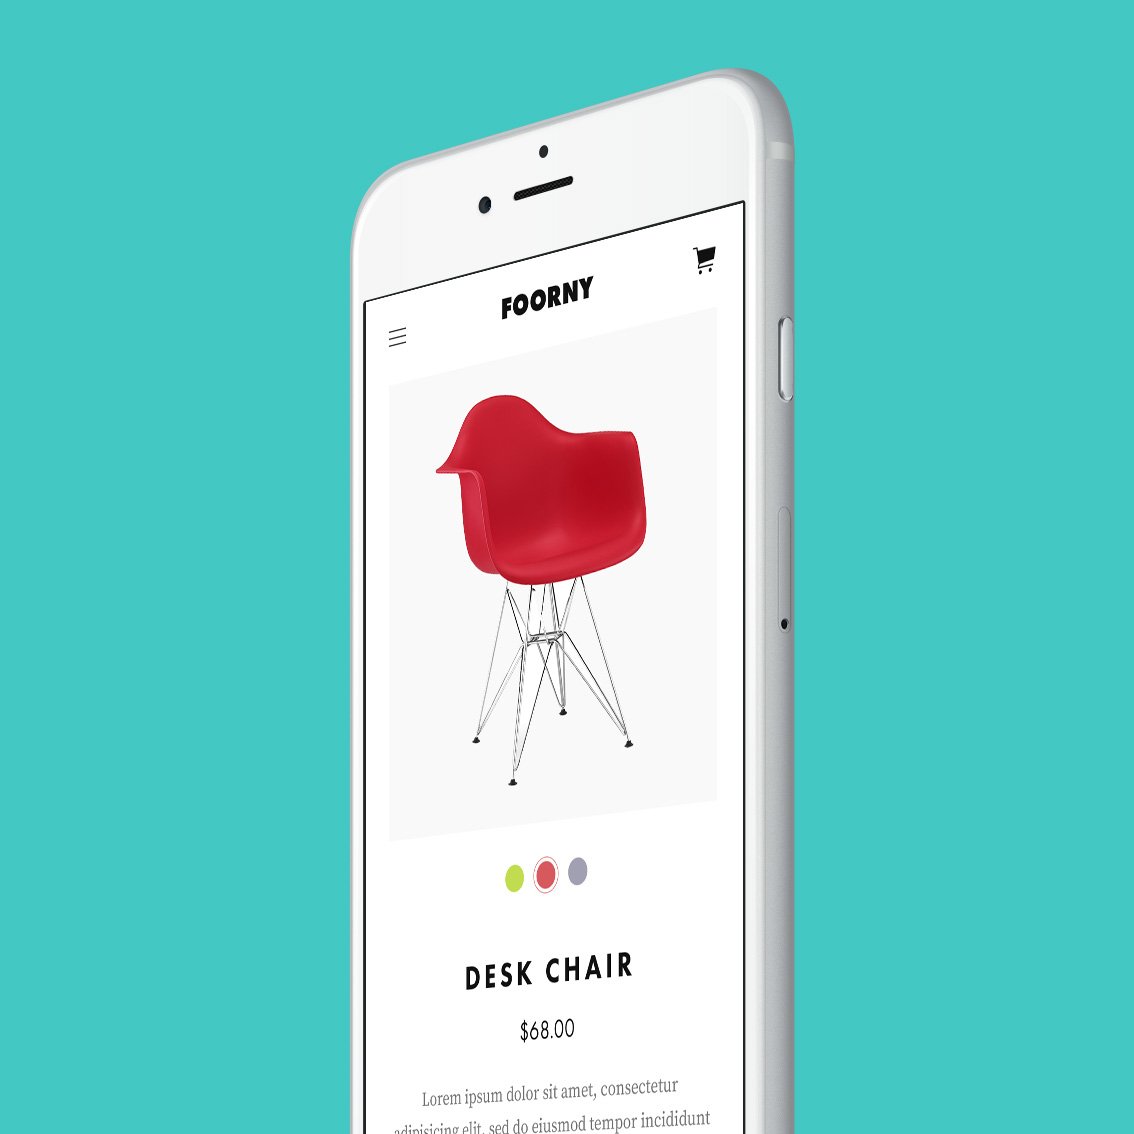 FOORNY
DESK CHAIR
$68.00
Lorem ipsum dolor sit amet, consectetur
adipisicing elit, sed do eiusmod tempor incididunt